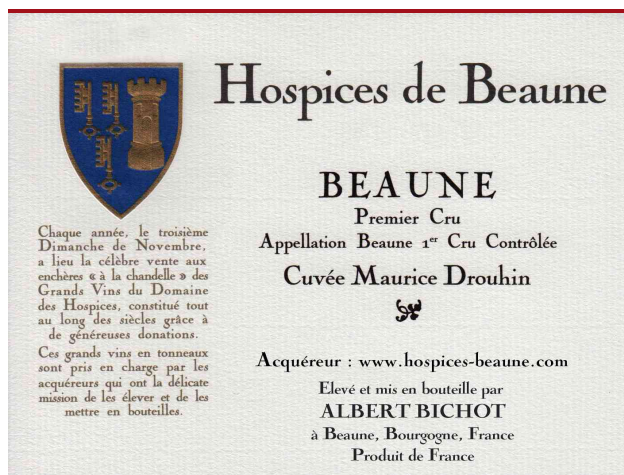 Hospices de Beaune
BEAUNE
Premier Cru
Appellation Beaune 1er Cru Contrôlée
Cuvée Maurice Drouhin
Chaque année, le troisième
Dimanche de Novembre,
a lieu la célèbre vente aux
enchères « à la chandelle » des
Grands Vins du Domaine
des Hospices, constitué tout
au long des siècles grâce à
de généreuses donations.
Ces grands vins en tonneaux
sont pris en charge par les
acquéreurs qui ont la délicate
mission de les élever et de les
mettre en bouteilles.
Acquéreur : www.hospices-beaune.com
Elevé et mis en bouteille par
ALBERT BICHOT
à Beaune, Bourgogne, France
Produit de France